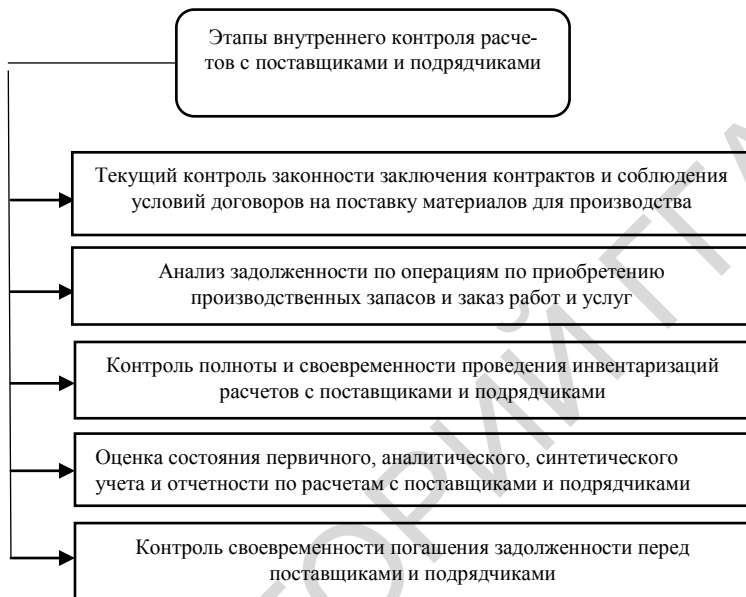 Этапы внутреннего контроля расче-
тов с поставщиками и подрядчиками
Текущий контроль законности заключения контрактов и соблюдения
условий договоров на поставку материалов для производства
Анализ задолженности по операциям по приобретению
производственных запасов и заказ работ и услуг
Контроль полноты и своевременности проведения инвентаризаций
расчетов с поставщиками и подрядчиками
Оценка состояния первичного, аналитического, синтетического
учета и отчетности по расчетам с поставщиками и подрядчиками
Контроль своевременности погашения задолженности перед
поставщиками и подрядчиками